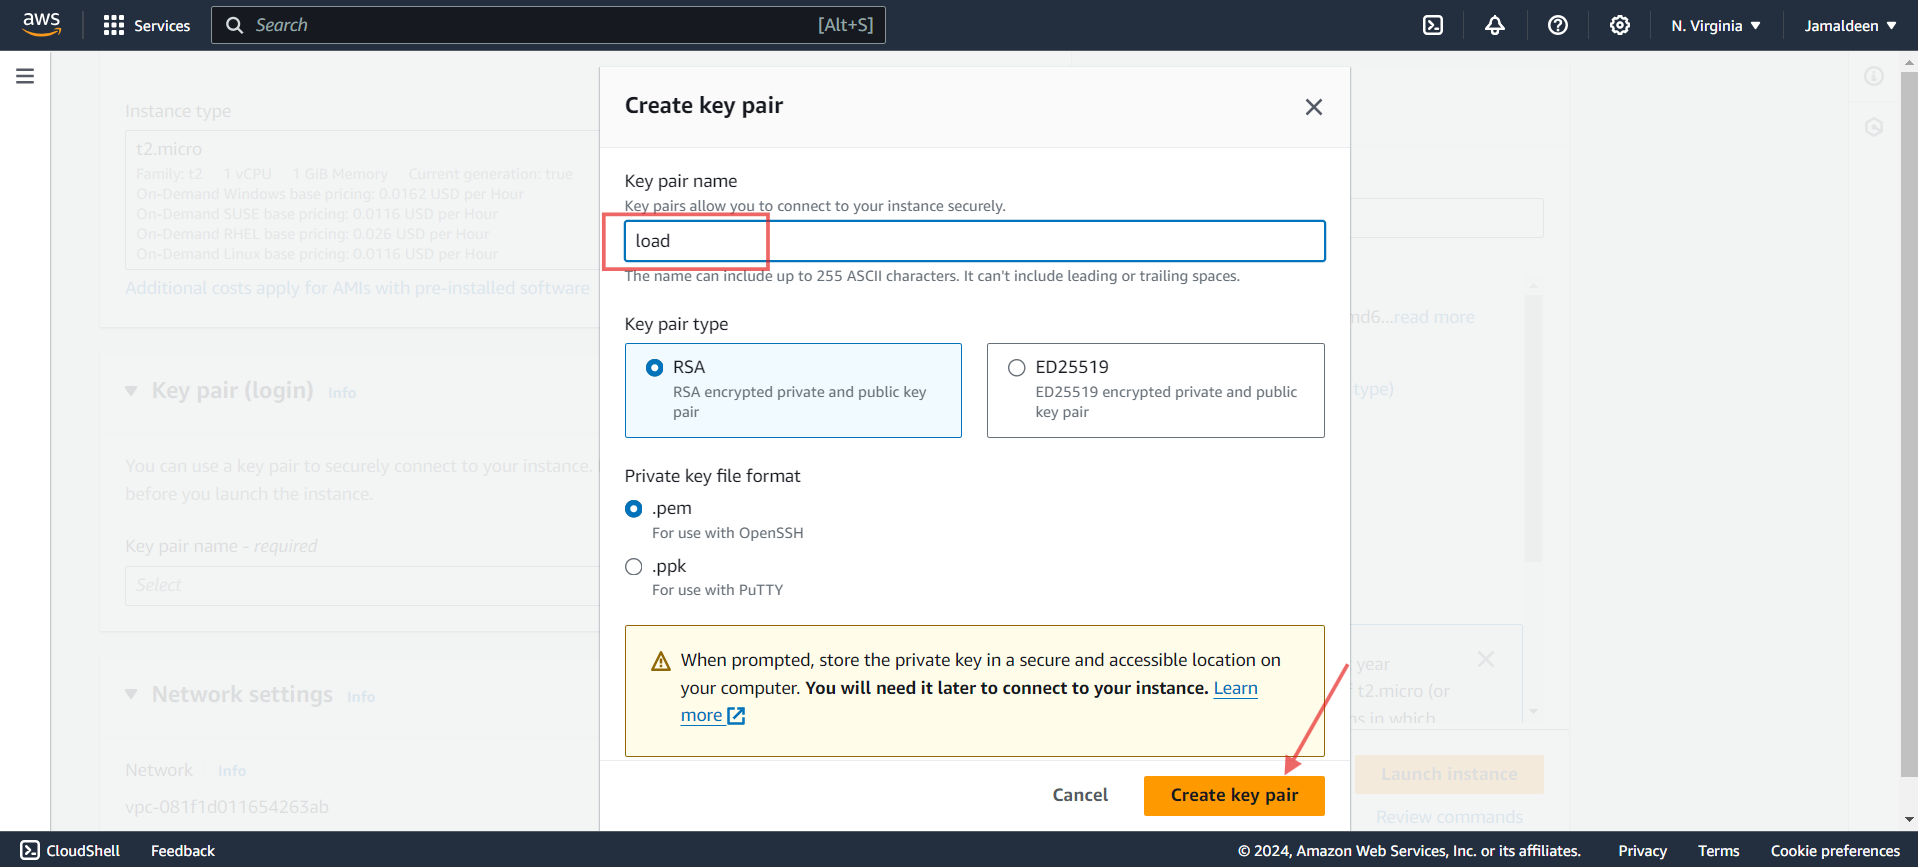 aws
Services
Search
[Alt+S]
N. Virginia
Jamaldeen
Instance type
t2.micro
Family: t2 1 vCPU 1 GiB Memory Current generation: true
On-Demand Windows base pricing: 0.0162 USD per Hour
On-Demand SUSE base pricing: 0.0116 USD per Hour
On-Demand RHEL base pricing: 0.026 USD per Hour
On-Demand Linux base pricing: 0.0116 USD per Hour
Additional costs apply for AMIs with pre-installed software
Key pair (login) Info
You can use a key pair to securely connect to your instance.
before you launch the instance.
Key pair name - required
Select
Network settings Info
Network Info
vpc-081f1d011654263ab
Create key pair
Key pair name
Key pairs allow you to connect to your instance securely.
load
The name can include up to 255 ASCII characters. It can't include leading or trailing spaces.
Key pair type
RSA
RSA encrypted private and public key
pair
ED25519
ED25519 encrypted private and public
key pair
Private key file format
.pem
For use with OpenSSH
.ppk
For use with PuTTY
When prompted, store the private key in a secure and accessible location on
your computer. You will need it later to connect to your instance. Learn
more
Cancel
Create key pair
...read more
type)
year
t2.micro (or
in which
Launch instance
Review commands
CloudShell
Feedback
© 2024, Amazon Web Services, Inc. or its affiliates.
Privacy
Terms
Cookie preferences